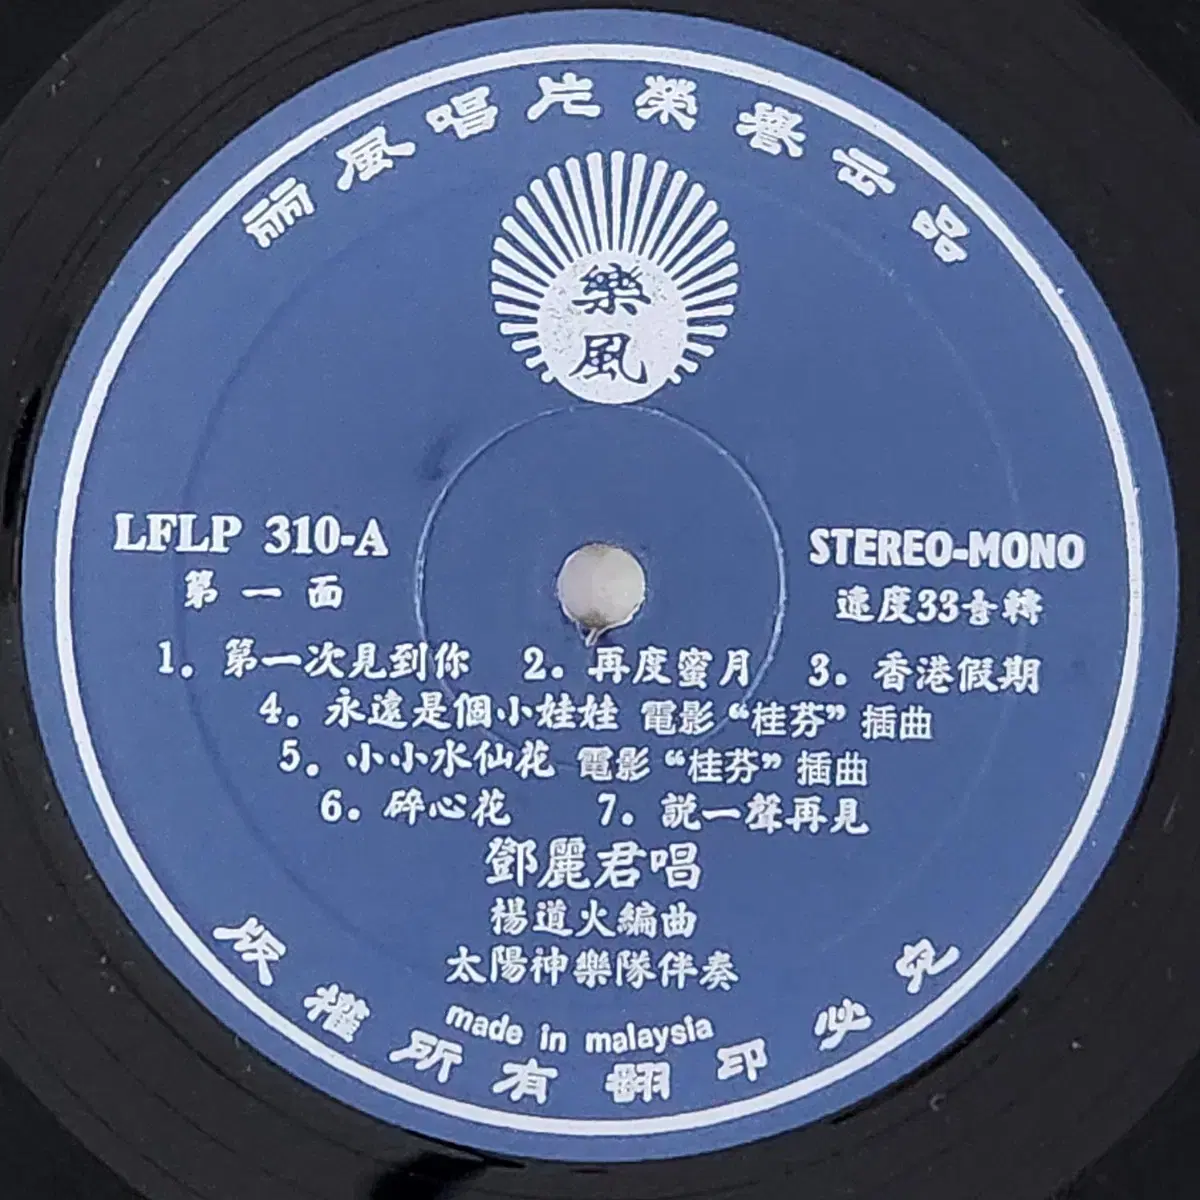 丽風唱片榮譽出品
樂風
LFLP 310-A
第一面
STEREO-MONO
速度33音轉
1. 第一次見到你 2. 再度蜜月 3. 香港假期
4. 永遠是個小娃娃 電影“桂芬”插曲
5. 小小水仙花 電影“桂芬”插曲
6. 碎心花 7. 説一聲再見
鄧麗君唱
楊道火編曲
太陽神樂隊伴奏
made in malaysia
版權所有翻印必究